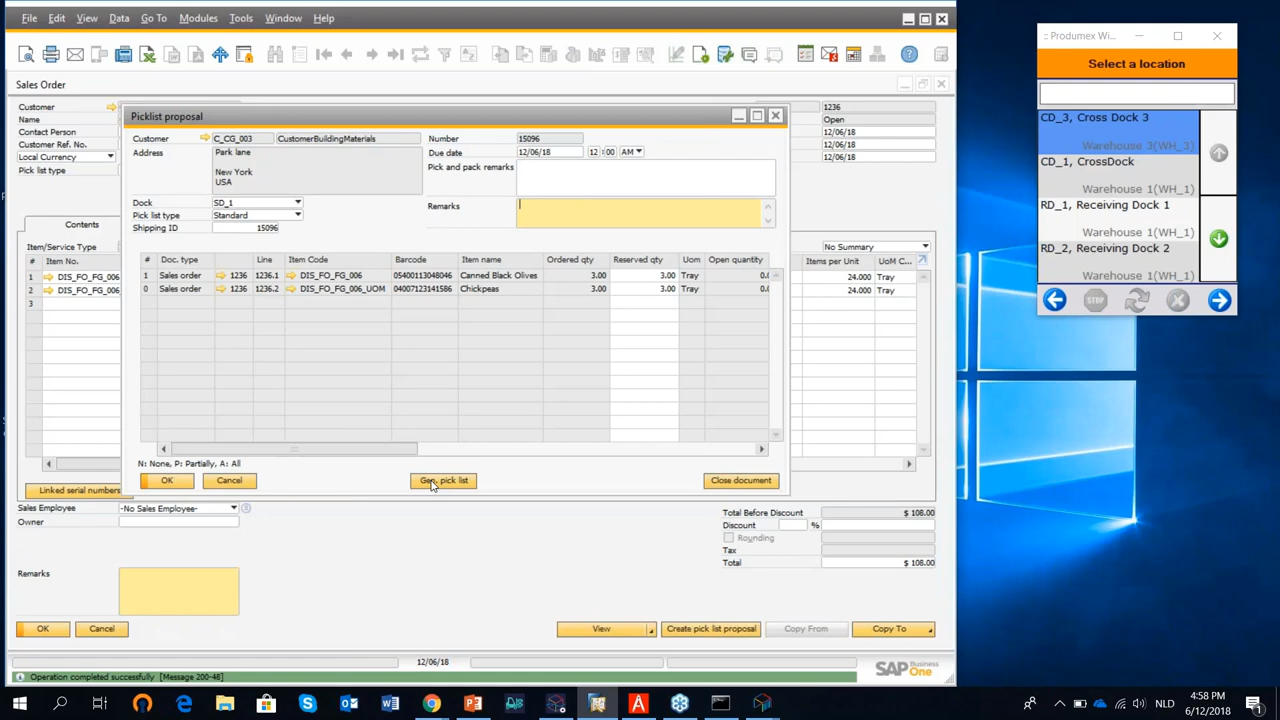 File Edit View Data Go To Modules Tools Window Help
Sales Order
Customer 1236
Name Open
Contact Person 12/06/18
Customer Ref. No. 12/06/18
Local Currency 12/06/18
Pick list type
Contents
Item/Service Type No Summary
# Item No. Items per Unit UoM C...
1 DIS_FO_FG_006 24.000 Tray
2 DIS_FO_FG_006 24.000 Tray
3
Picklist proposal
Customer C_CG_003 CustomerBuildingMaterials
Address Park lane
New York
USA
Number 15096
Due date 12/06/18 12:00 AM
Pick and pack remarks
Remarks
Dock SD_1
Pick list type Standard
Shipping ID 15096
# Doc. type Line Item Code Barcode Item name Ordered qty Reserved qty Uom Open quantity
1 Sales order 1236 1236.1 DIS_FO_FG_006 05400113048046 Canned Black Olives 3.00 3.00 Tray 0.0
0 Sales order 1236 1236.2 DIS_FO_FG_006_UOM 04007123141586 Chickpeas 3.00 3.00 Tray 0.0
N: None, P: Partially, A: All
OK Cancel Gen. pick list Close document
Linked serial numbers
Sales Employee -No Sales Employee-
Owner
Remarks
Total Before Discount $ 108.00
Discount %
Rounding
Tax
Total $ 108.00
OK Cancel View Create pick list proposal Copy From Copy To
12/06/18
Operation completed successfully [Message 200-48]
SAP Business One
:: Produmex Wi...
Select a location
CD_3, Cross Dock 3
Warehouse 3(WH_3)
CD_1, CrossDock
Warehouse 1(WH_1)
RD_1, Receiving Dock 1
Warehouse 1(WH_1)
RD_2, Receiving Dock 2
Warehouse 1(WH_1)
STOP
NLD
4:58 PM
6/12/2018